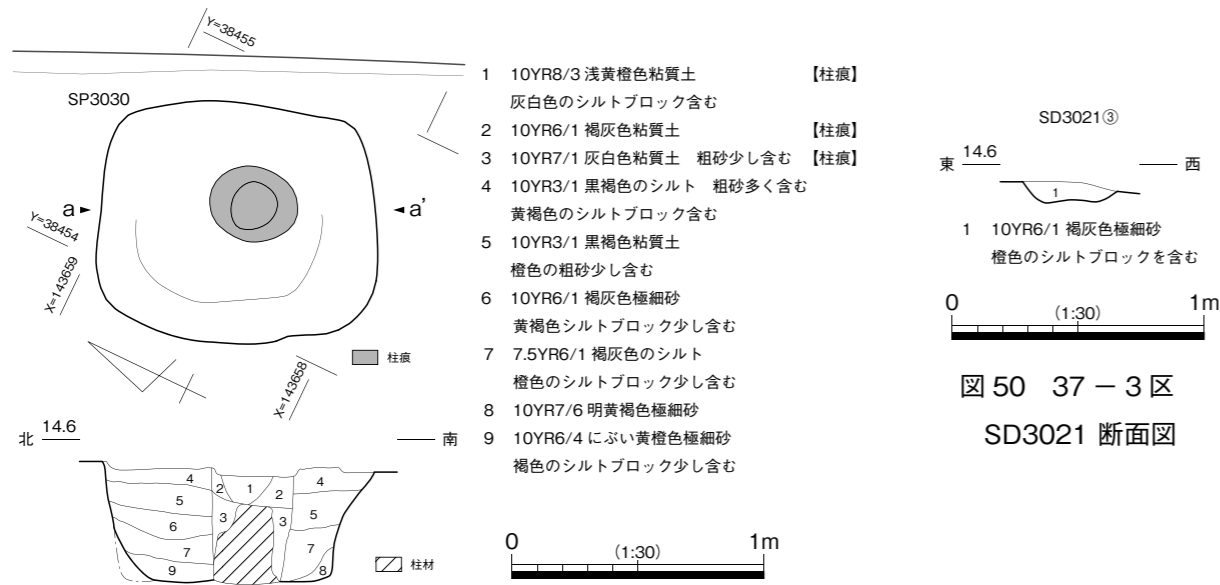 Y=38455
SP3030
a
a'
Y=38454
X=143659
柱痕
X=143658
北 14.6 南
4 2 1 2 4
5 3 3 5
6
7 7
9 8
柱材
1 10YR8/3 浅黄橙色粘質土 【柱痕】
灰白色のシルトブロック含む
2 10YR6/1 褐灰色粘質土 【柱痕】
3 10YR7/1 灰白色粘質土 粗砂少し含む 【柱痕】
4 10YR3/1 黒褐色のシルト 粗砂多く含む
黄褐色のシルトブロック含む
5 10YR3/1 黒褐色粘質土
橙色の粗砂少し含む
6 10YR6/1 褐灰色極細砂
黄褐色シルトブロック少し含む
7 7.5YR6/1 褐灰色のシルト
橙色のシルトブロック少し含む
8 10YR7/6 明黄褐色極細砂
9 10YR6/4 にぶい黄橙色極細砂
褐色のシルトブロック少し含む
0 (1:30) 1m
SD3021③
東 14.6 西
1
1 10YR6/1 褐灰色極細砂
橙色のシルトブロックを含む
0 (1:30) 1m
図50 37－3区
SD3021 断面図